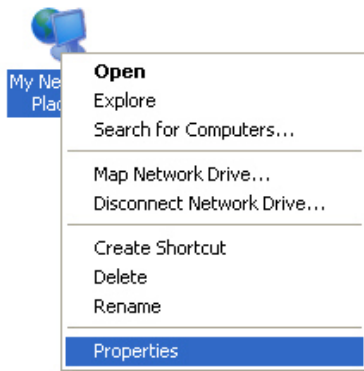 My Ne
Plac
Open
Explore
Search for Computers...
Map Network Drive...
Disconnect Network Drive...
Create Shortcut
Delete
Rename
Properties